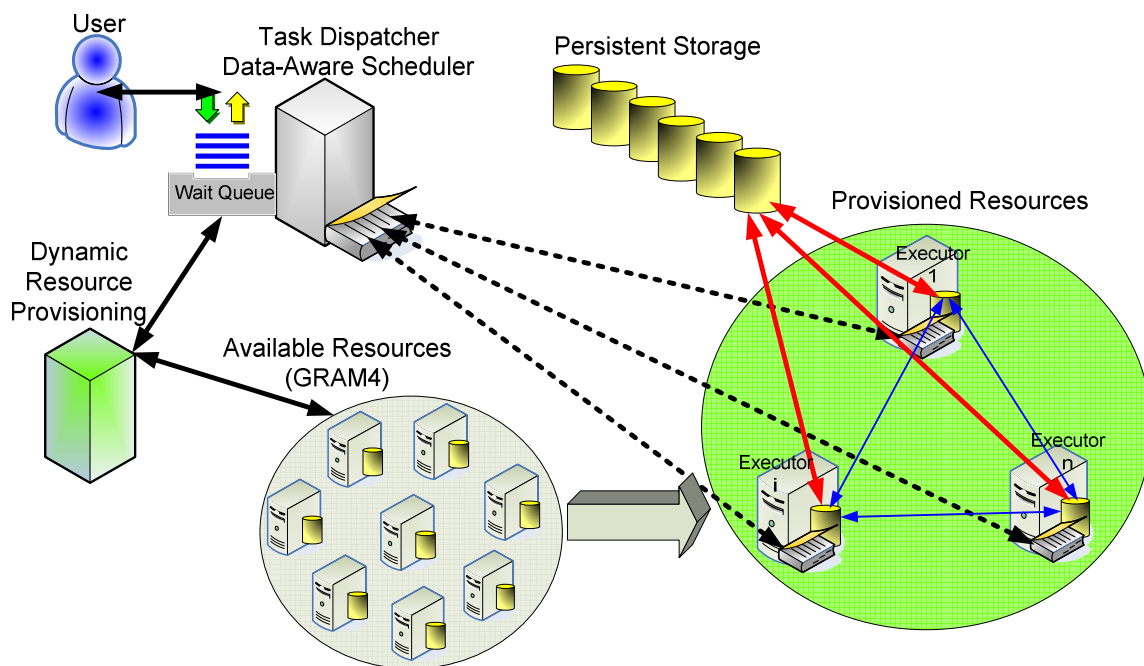 User
Task Dispatcher
Data-Aware Scheduler
Persistent Storage
Wait Queue
Provisioned Resources
Dynamic
Resource
Provisioning
Executor
1
Available Resources
(GRAM4)
Executor
i
Executor
n